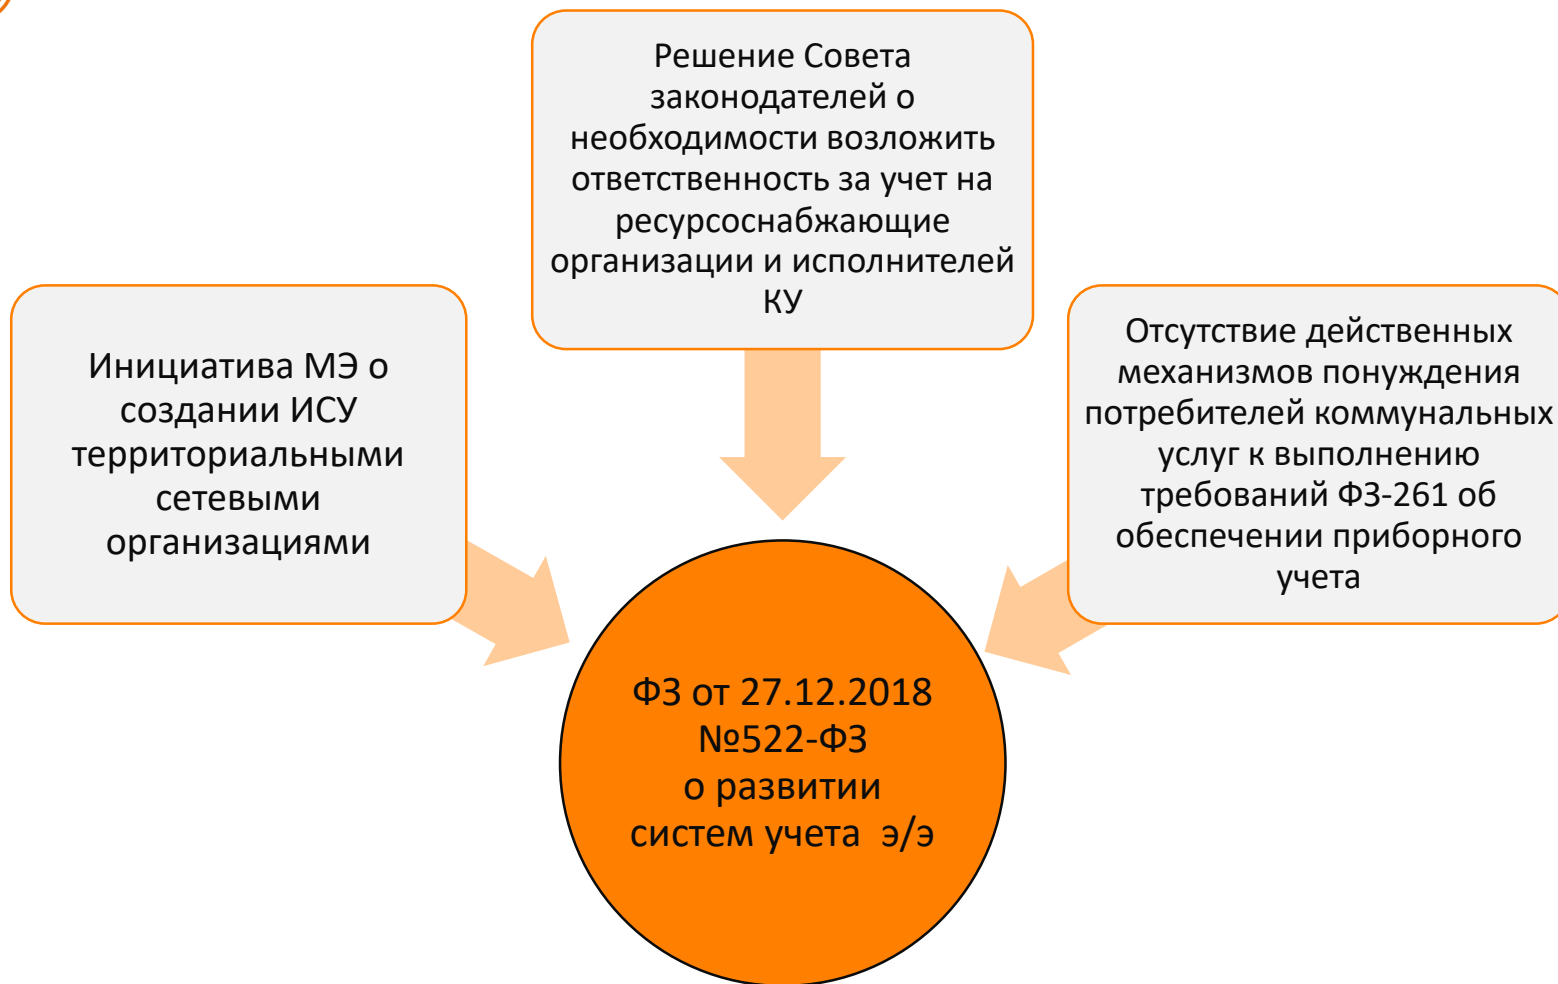 Решение Совета
законодателей о
необходимости возложить
ответственность за учет на
ресурсоснабжающие
организации и исполнителей
КУ
Инициатива МЭ о
создании ИСУ
территориальными
сетевыми
организациями
Отсутствие действенных
механизмов понуждения
потребителей коммунальных
услуг к выполнению
требований ФЗ-261 об
обеспечении приборного
учета
ФЗ от 27.12.2018
№522-ФЗ
о развитии
систем учета э/э